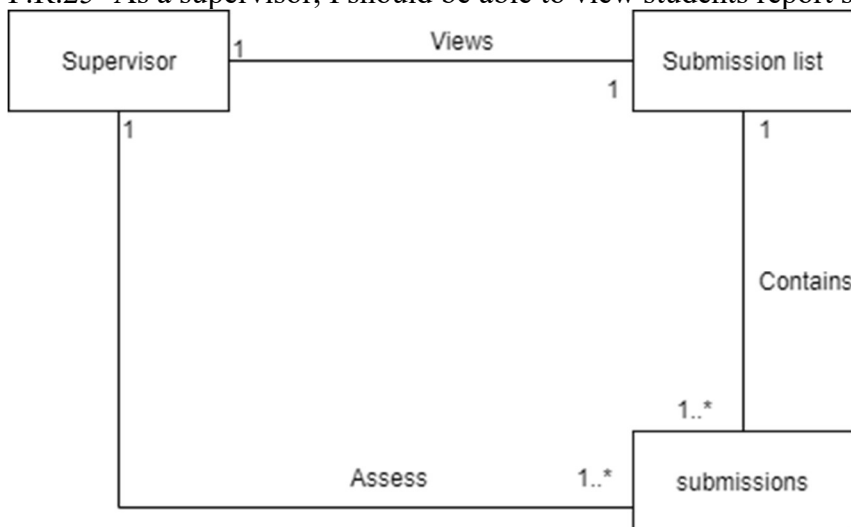 As a supervisor, I should be able to view students report
Supervisor
1
Views
1
Submission list
1
1
Contains
1..*
Assess
1..*
submissions